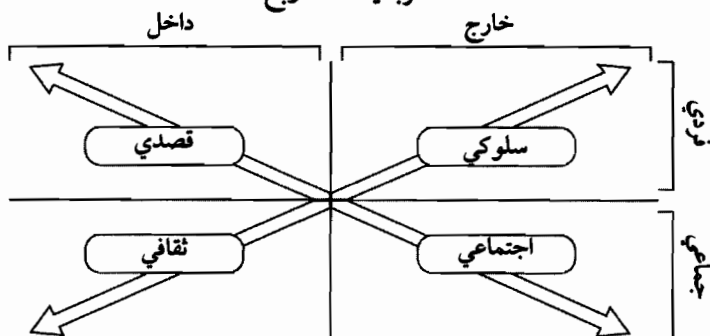 خارج
داخل
فردي
سلوكي
قصدي
جماعي
اجتماعي
ثقافي